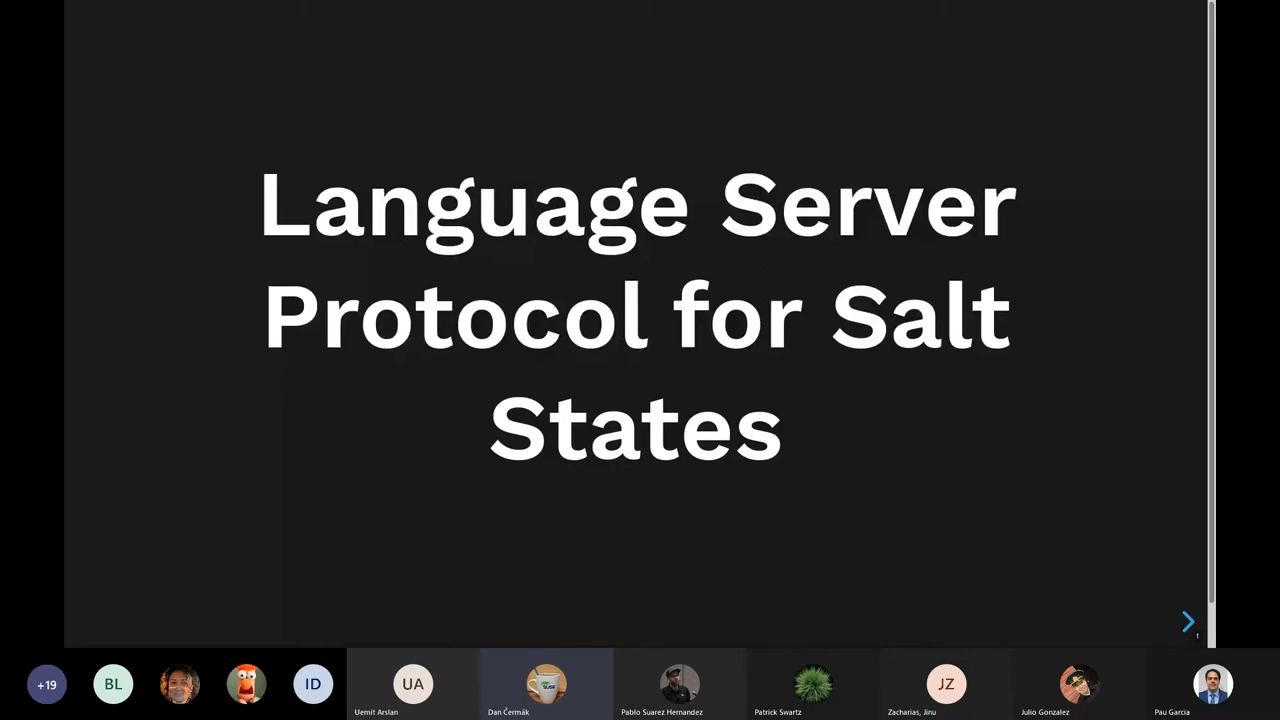 Language Server
Protocol for Salt
States
1
+19
BL
ID
UA
Uemit Arslan
Dan Čermák
Pablo Suarez Hernandez
Patrick Swartz
JZ
Zacharias, Jinu
Julio Gonzalez
Pau Garcia